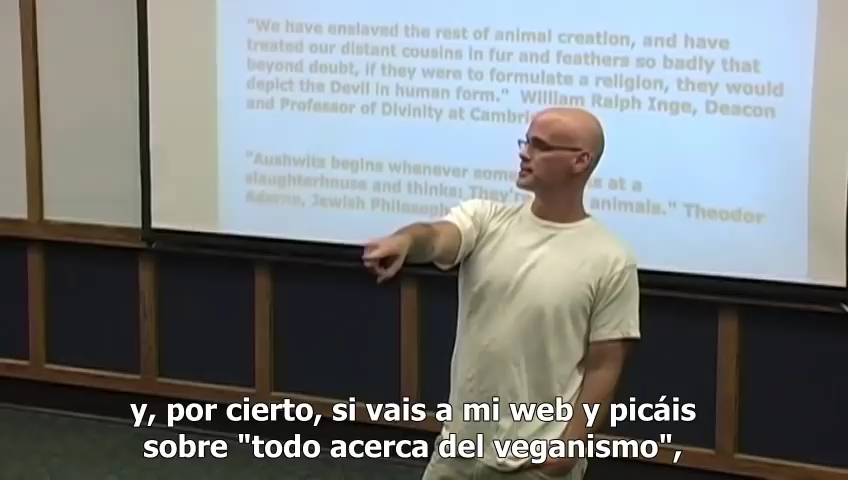 "We have enslaved the rest of animal creation, and have
treated our distant cousins in fur and feathers so badly that
beyond doubt, if they were to formulate a religion, they would
depict the Devil in human form." William Ralph Inge, Deacon
and Professor of Divinity at Cambri
"Aushwitz begins whenever some s at a
slaughterhouse and thinks: They'r animals." Theodor
Adorno, Jewish Philosoph
y, por cierto, si vais a mi web y picáis
sobre "todo acerca del veganismo",